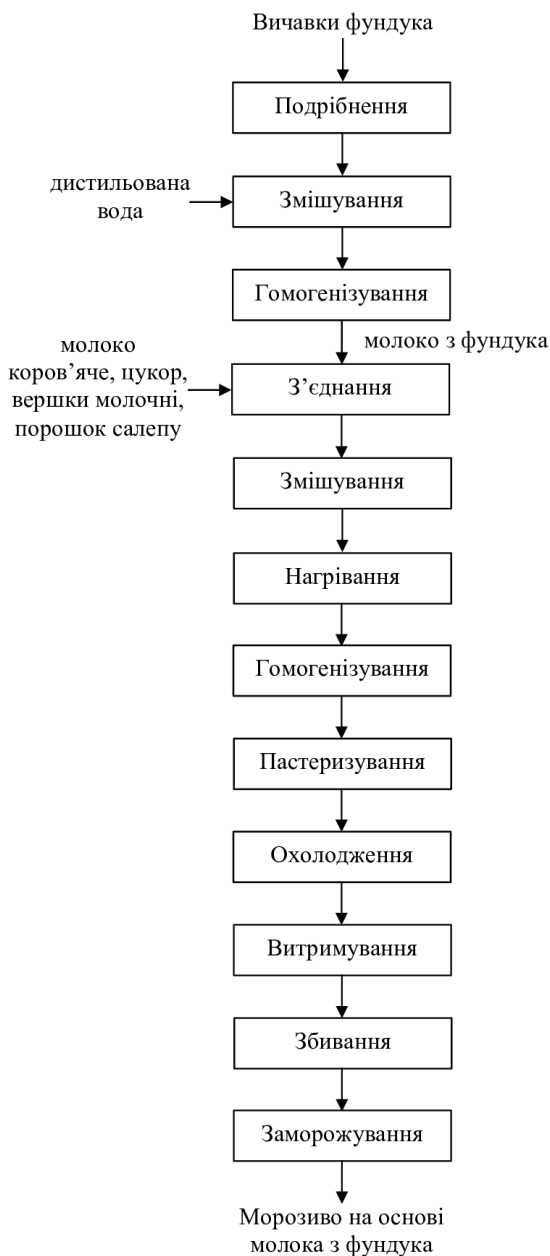 Вичавки фундука
Подрібнення
дистильована
вода
Змішування
Гомогенізування
молоко з фундука
молоко
коров’яче, цукор,
вершки молочні,
порошок салепу
З’єднання
Змішування
Нагрівання
Гомогенізування
Пастеризування
Охолодження
Витримування
Збивання
Заморожування
Морозиво на основі
молока з фундука